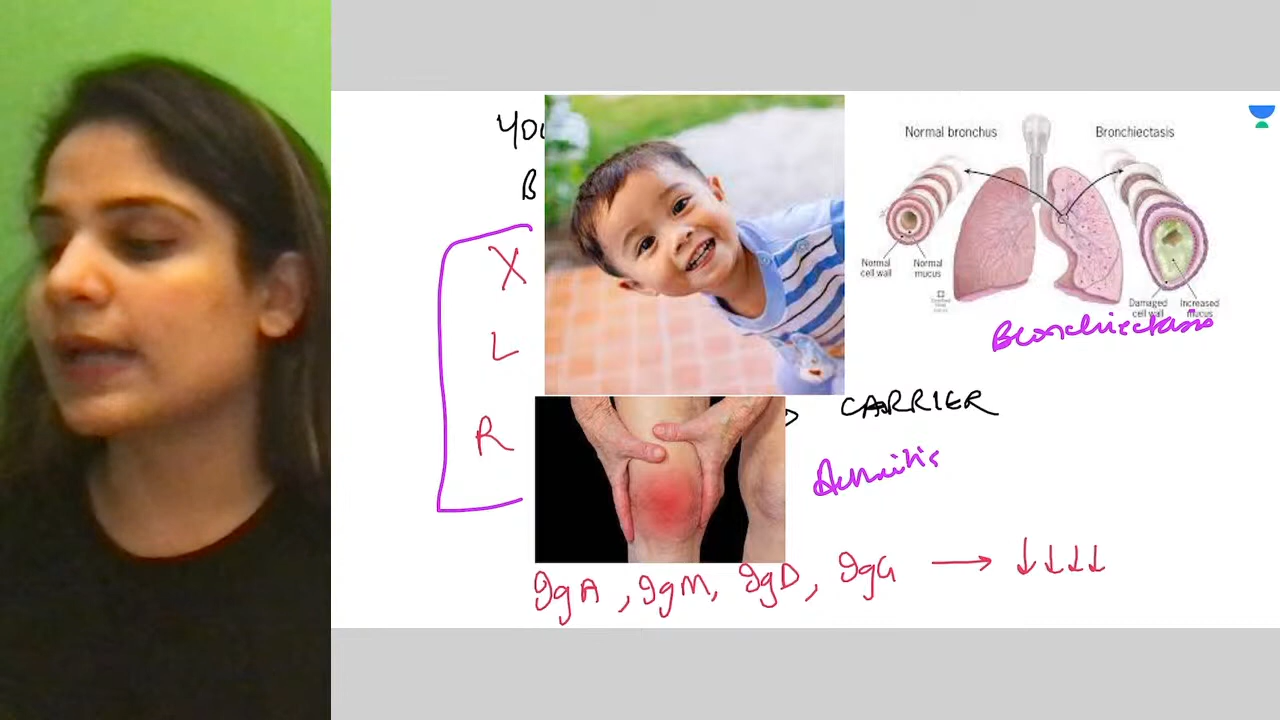 YOU
B
Normal bronchus
Bronchiectasis
X
Normal cell wall
Normal mucus
Damaged cell wall
Increased mucus
Bronchiectasis
L
CARRIER
R
Arthritis
IgA, IgM, IgD, IgG → ↓↓↓↓